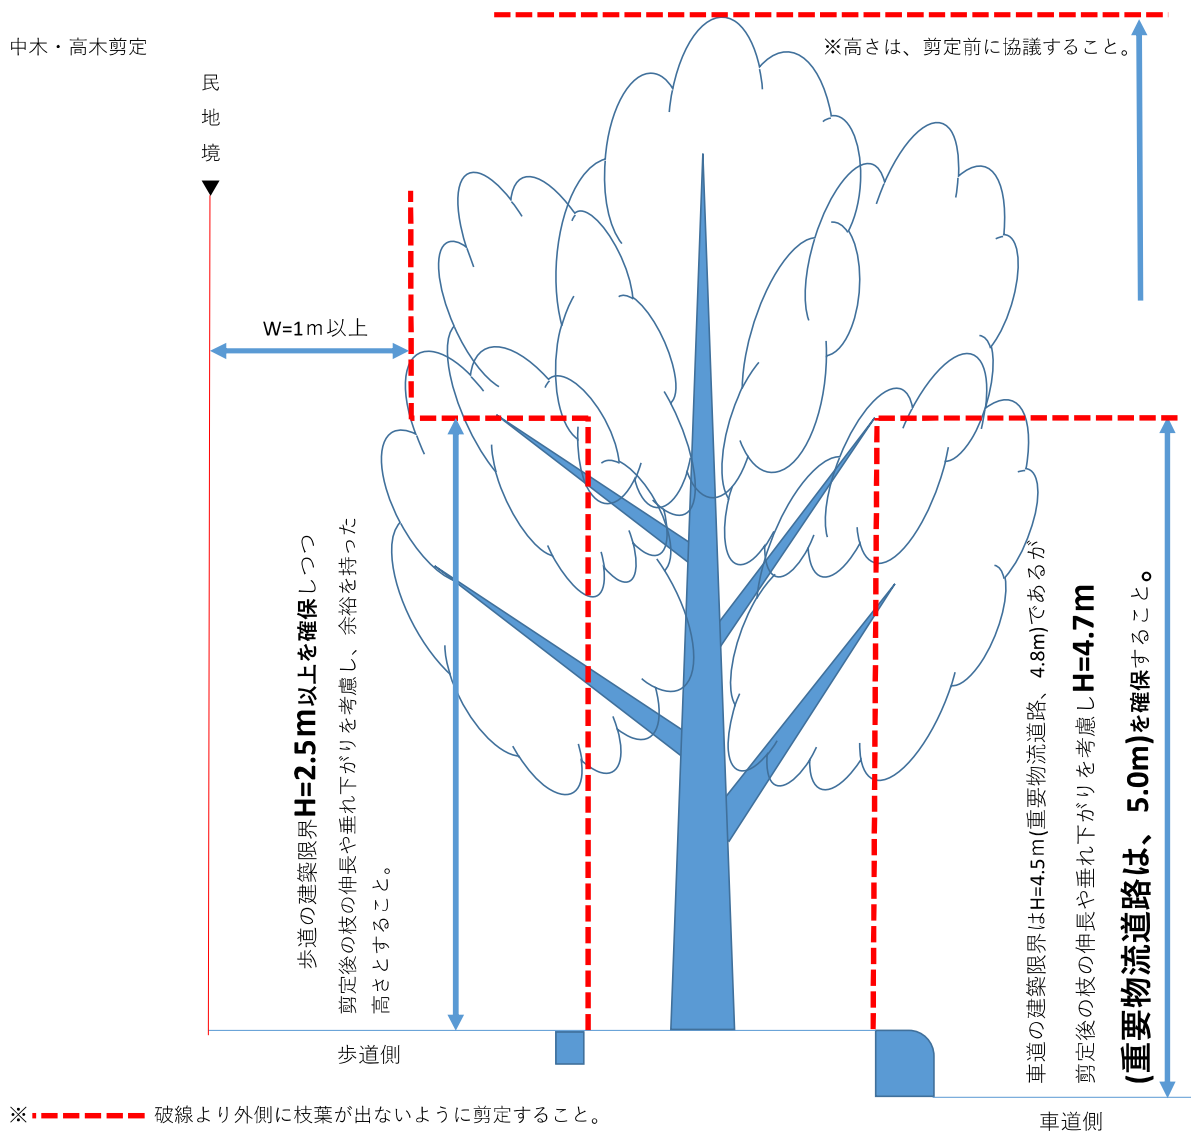 中木・高木剪定
※高さは、剪定前に協議すること。
民地境
W=1ｍ以上
歩道の建築限界H=2.5m以上を確保しつつ
剪定後の枝の伸長や垂れ下がりを考慮し、余裕を持った
高さとすること。
車道の建築限界はH=4.5ｍ(重要物流道路、4.8m)であるが
剪定後の枝の伸長や垂れ下がりを考慮しH=4.7m
(重要物流道路は、5.0m)を確保すること。
歩道側
車道側
※ 破線より外側に枝葉が出ないように剪定すること。